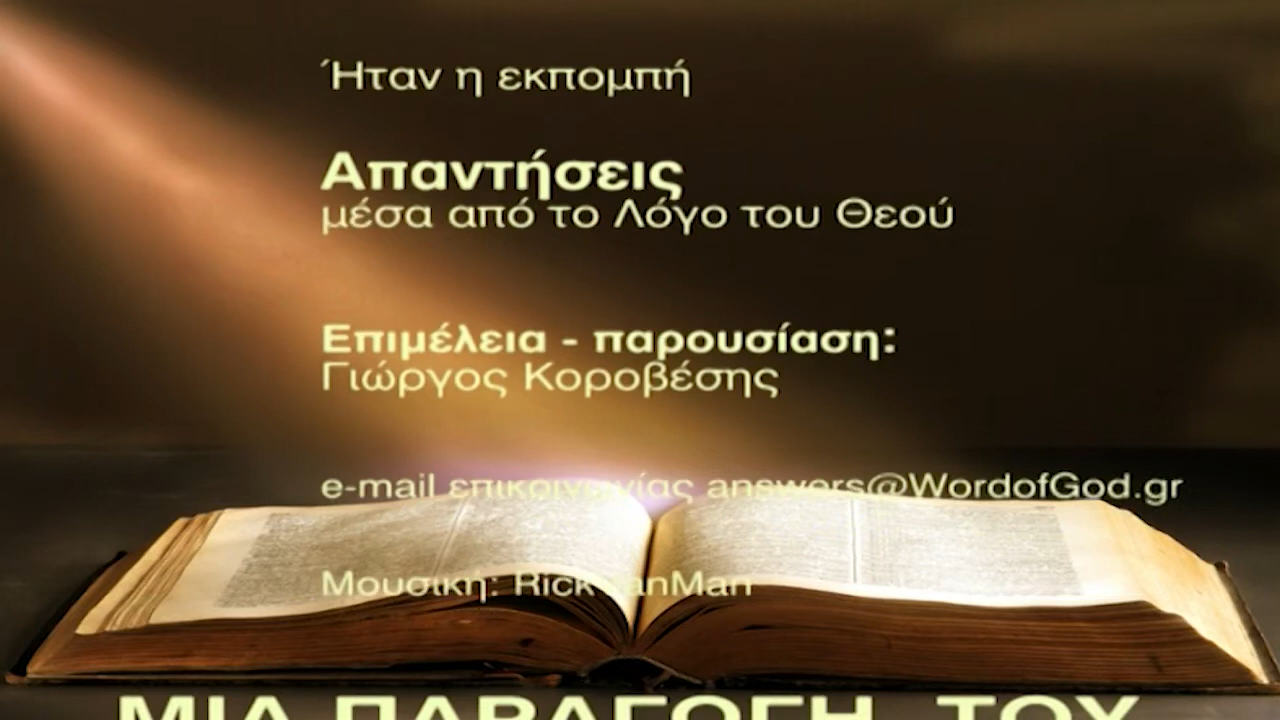 Ήταν η εκπομπή
Απαντήσεις
μέσα από το Λόγο του Θεού
Επιμέλεια - παρουσίαση:
Γιώργος Κοροβέσης
e-mail επικοινωνίας answers@WordofGod.gr
Μουσική: RickVanMan
ΜΙΑ ΠΑΡΑΓΩΓΗ ΤΟΥ